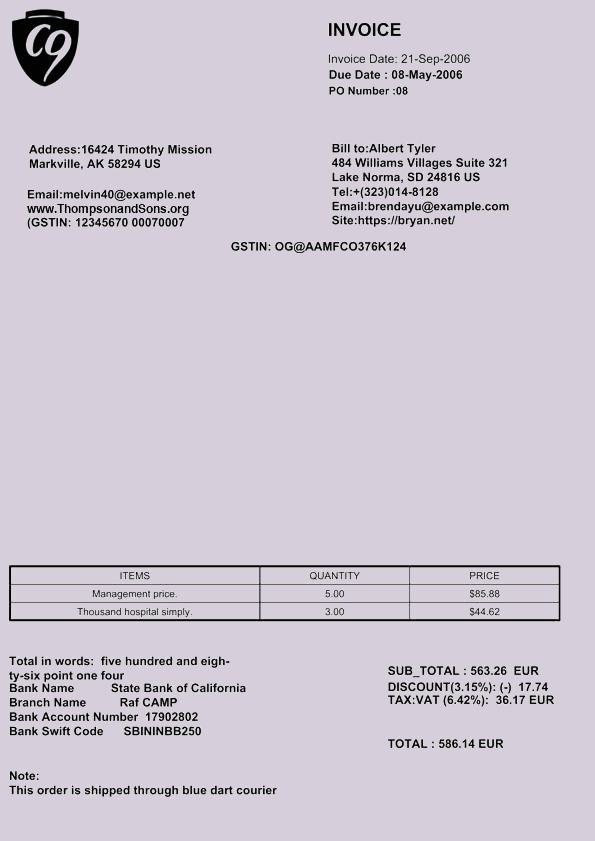 C9
INVOICE
Invoice Date: 21-Sep-2006
Due Date : 08-May-2006
PO Number :08
Address:16424 Timothy Mission
Markville, AK 58294 US
Email:melvin40@example.net
www.ThompsonandSons.org
(GSTIN: 12345670 00070007
Bill to:Albert Tyler
484 Williams Villages Suite 321
Lake Norma, SD 24816 US
Tel:+(323)014-8128
Email:brendayu@example.com
Site:https://bryan.net/
GSTIN: OG@AAMFCO376K124
ITEMS QUANTITY PRICE
Management price. 5.00 $85.88
Thousand hospital simply. 3.00 $44.62
Total in words: five hundred and eigh-
ty-six point one four
Bank Name State Bank of California
Branch Name Raf CAMP
Bank Account Number 17902802
Bank Swift Code SBININBB250
SUB_TOTAL : 563.26 EUR
DISCOUNT(3.15%): (-) 17.74
TAX:VAT (6.42%): 36.17 EUR
TOTAL : 586.14 EUR
Note:
This order is shipped through blue dart courier